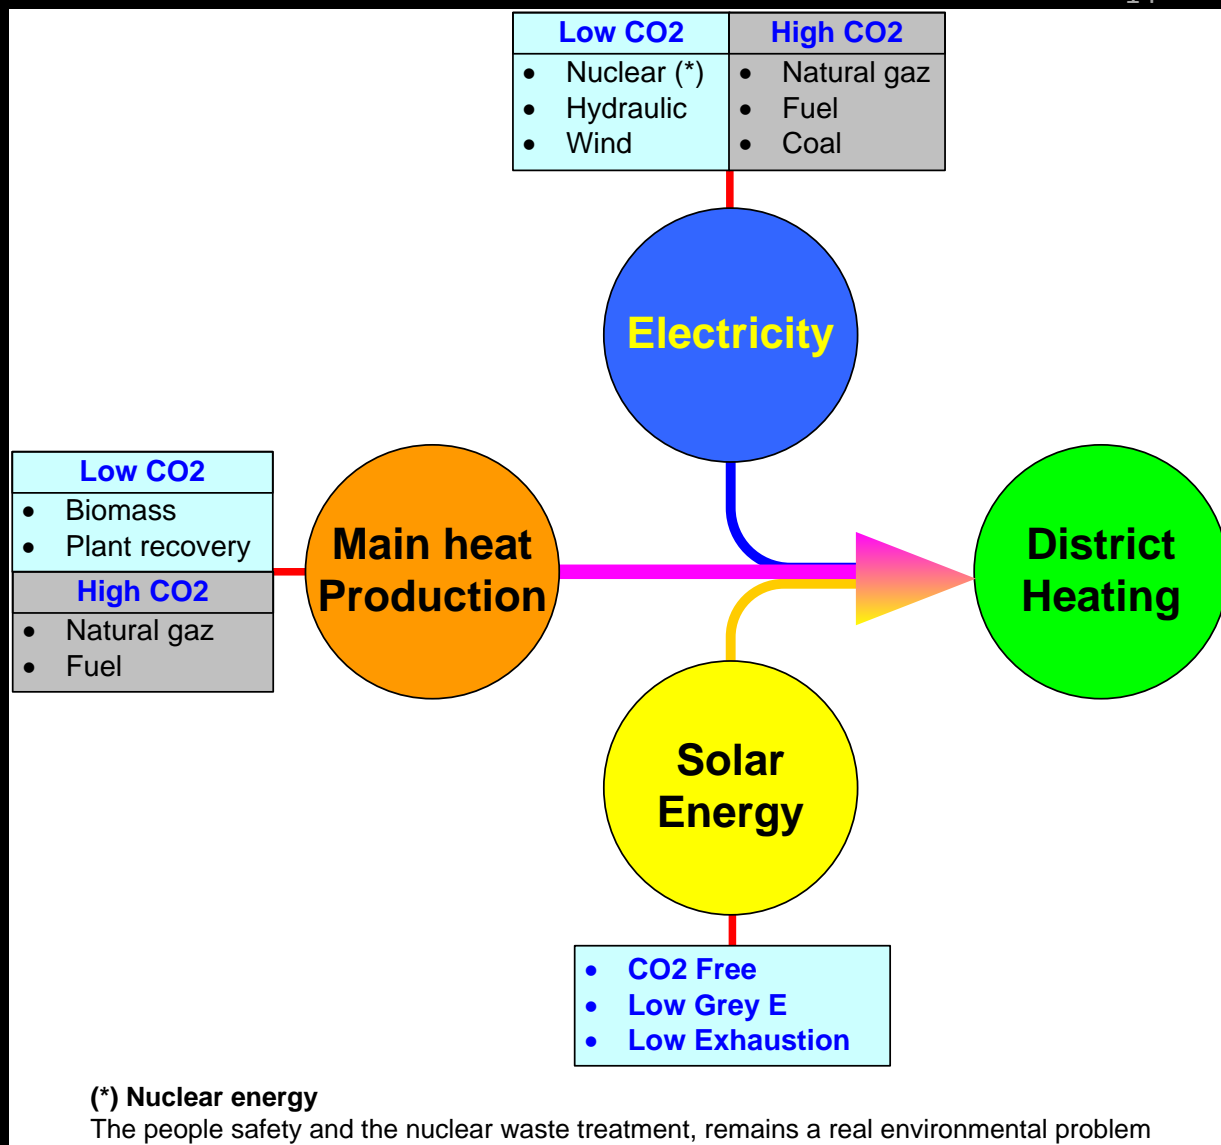 Low CO2
High CO2
• Nuclear (*)
• Hydraulic
• Wind
• Natural gaz
• Fuel
• Coal
Electricity
Low CO2
• Biomass
• Plant recovery
High CO2
• Natural gaz
• Fuel
Main heat
Production
District
Heating
Solar
Energy
• CO2 Free
• Low Grey E
• Low Exhaustion
(*) Nuclear energy
The people safety and the nuclear waste treatment, remains a real environmental problem